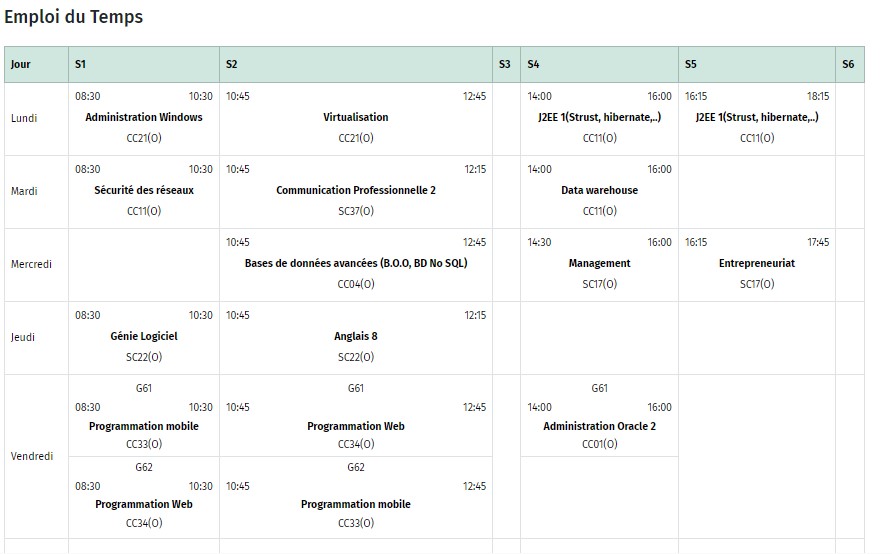 Emploi du Temps
Jour S1 S2 S3 S4 S5 S6
Lundi
08:30 10:30
Administration Windows
CC21(O)
10:45 12:45
Virtualisation
CC21(O)
14:00 16:00
J2EE 1(Strust, hibernate,..)
CC11(O)
16:15 18:15
J2EE 1(Strust, hibernate,..)
CC11(O)
Mardi
08:30 10:30
Sécurité des réseaux
CC11(O)
10:45 12:15
Communication Professionnelle 2
SC37(O)
14:00 16:00
Data warehouse
CC11(O)
Mercredi
10:45 12:45
Bases de données avancées (B.O.O, BD No SQL)
CC04(O)
14:30 16:00
Management
SC17(O)
16:15 17:45
Entrepreneuriat
SC17(O)
Jeudi
08:30 10:30
Génie Logiciel
SC22(O)
10:45 12:15
Anglais 8
SC22(O)
Vendredi
G61
08:30 10:30
Programmation mobile
CC33(O)
G61
10:45 12:45
Programmation Web
CC34(O)
G61
14:00 16:00
Administration Oracle 2
CC01(O)
G62
08:30 10:30
Programmation Web
CC34(O)
G62
10:45 12:45
Programmation mobile
CC33(O)